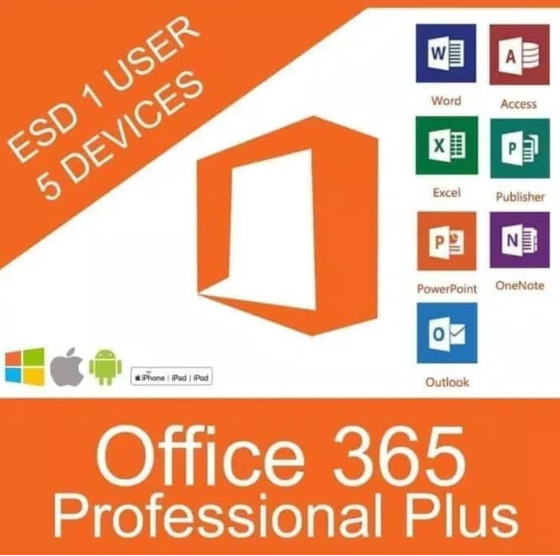 ESD 1 USER
5 DEVICES
W
A
Word
Access
X
P
Excel
Publisher
P
N
PowerPoint
OneNote
O
Outlook
iPhone | iPad | iPod
Office 365
Professional Plus